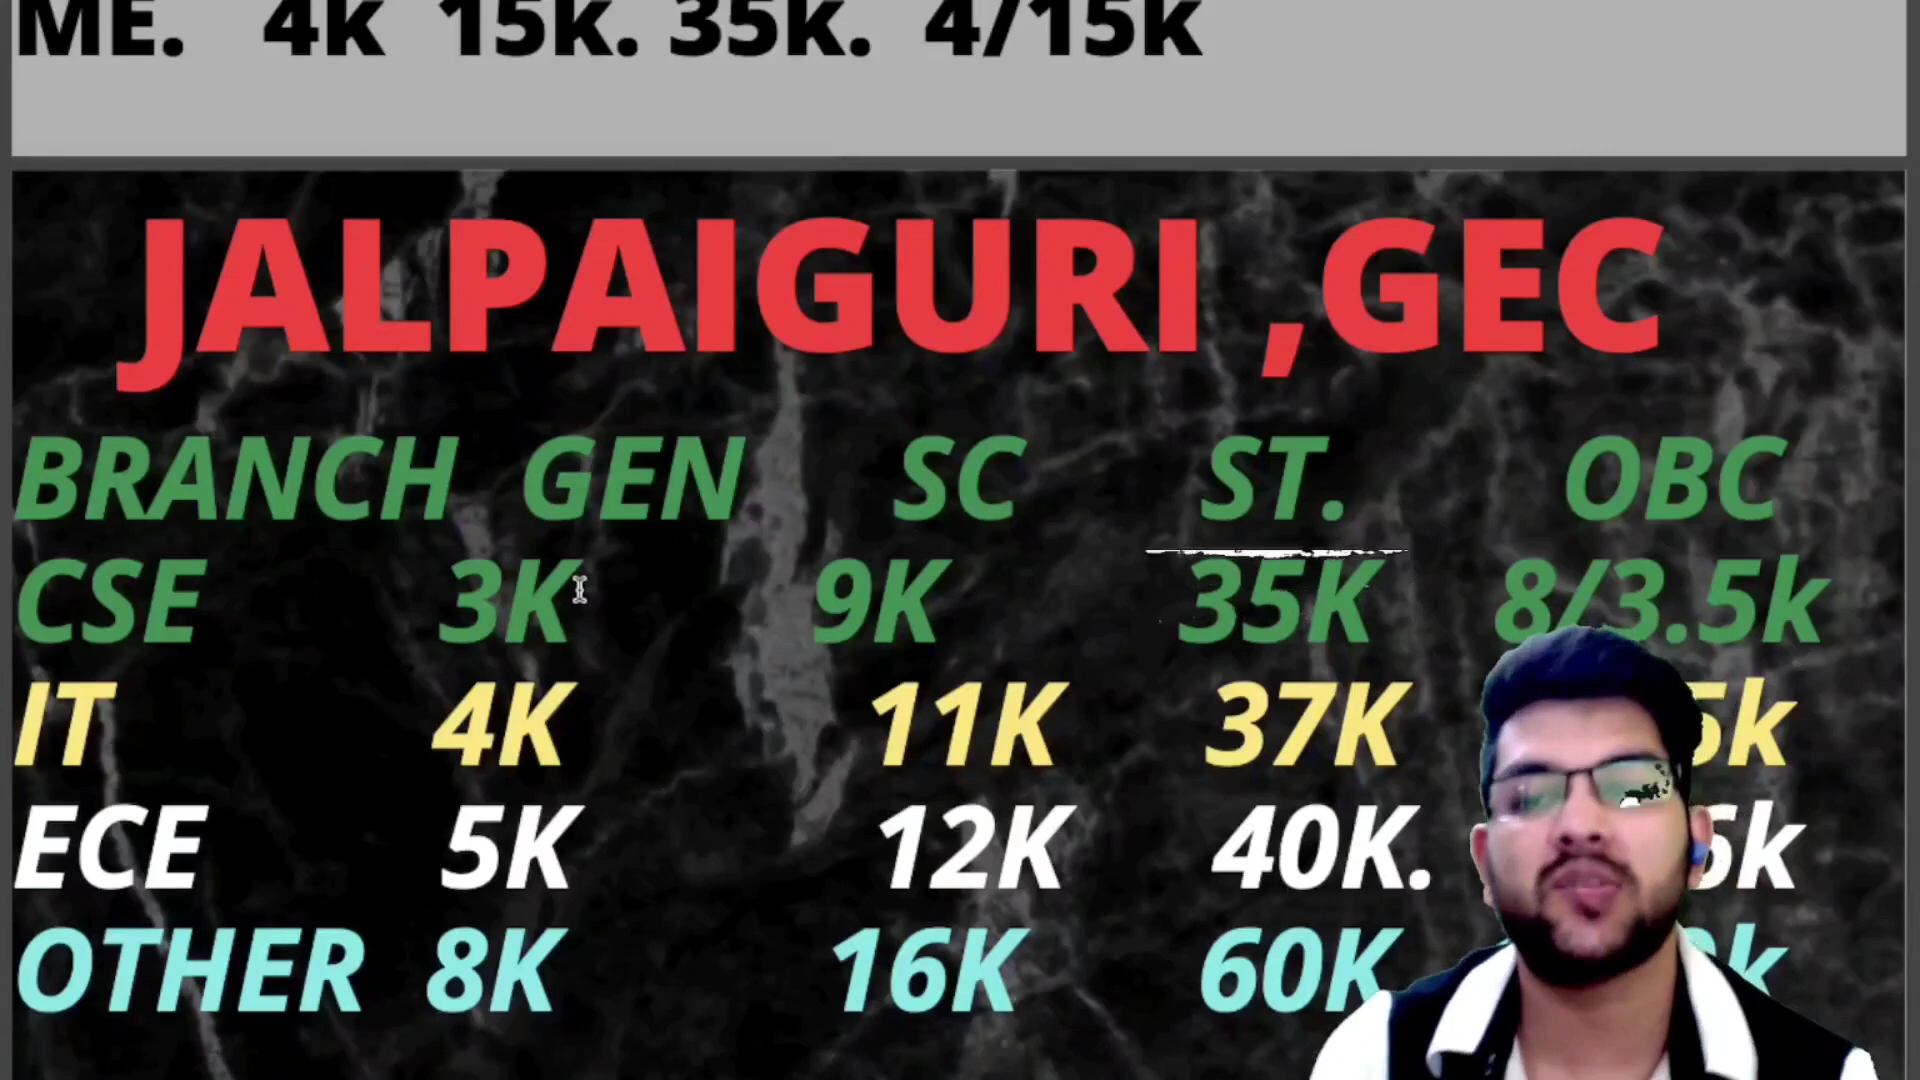 ME. 4k 15k. 35k. 4/15k
JALPAIGURI ,GEC
BRANCH GEN SC ST. OBC
CSE 3K 9K 35K 8/3.5k
IT 4K 11K 37K
ECE 5K 12K 40K.
OTHER 8K 16K 60K